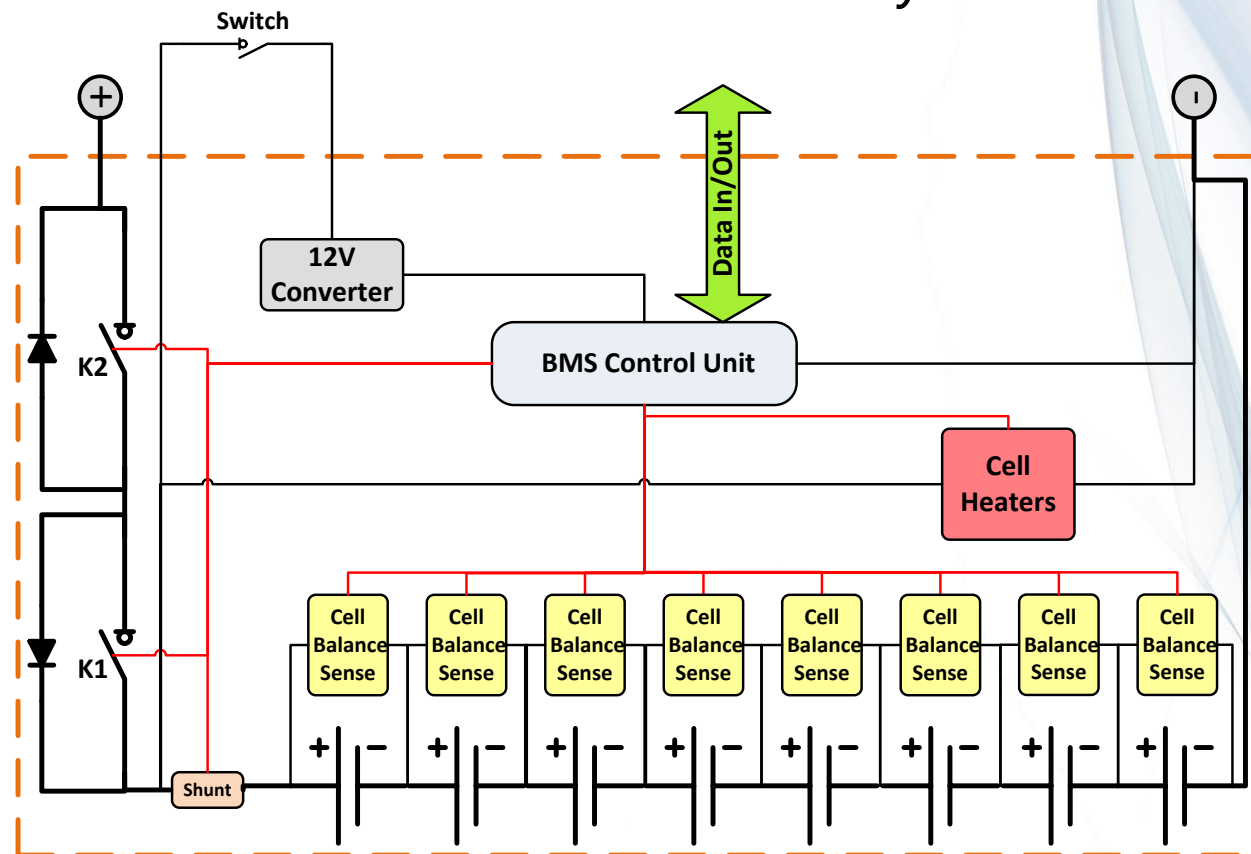 y
Switch
+
-
Data In/Out
12V
Converter
K2
BMS Control Unit
Cell
Heaters
K1
Cell
Balance
Sense
Cell
Balance
Sense
Cell
Balance
Sense
Cell
Balance
Sense
Cell
Balance
Sense
Cell
Balance
Sense
Cell
Balance
Sense
Cell
Balance
Sense
+ − + − + − + − + − + − + − + −
Shunt